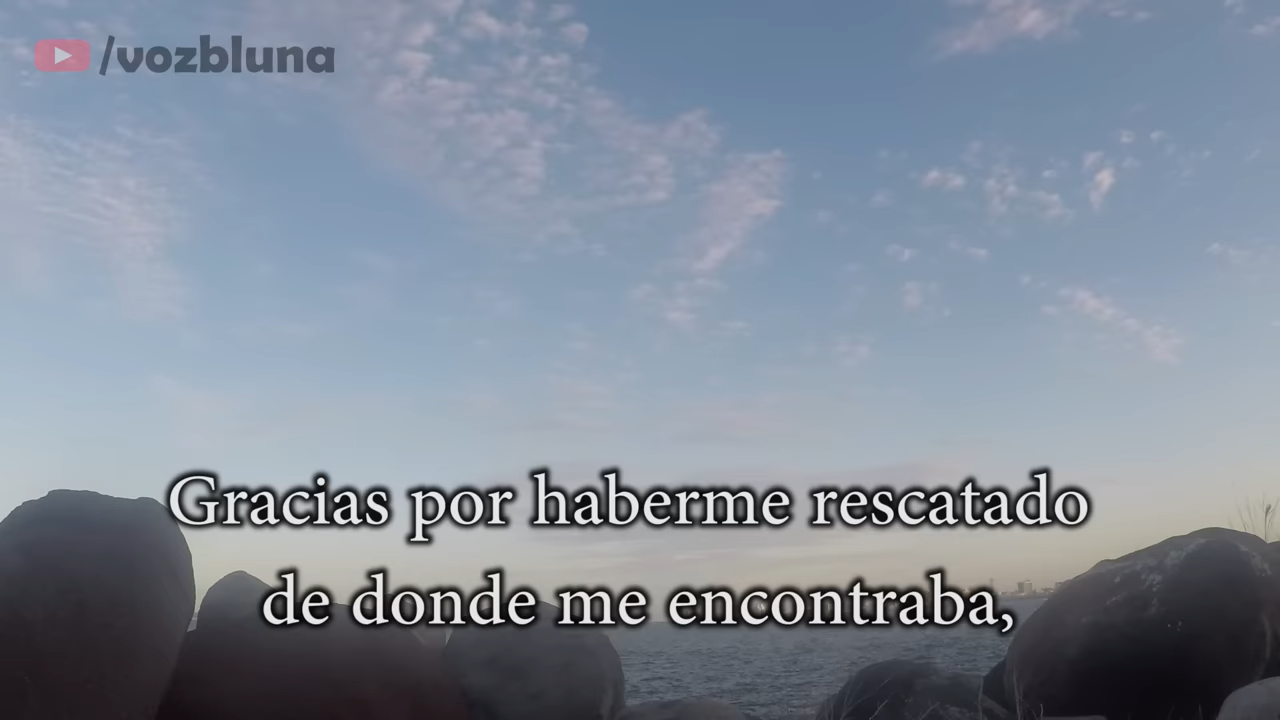 /vozbluna
Gracias por haberme rescatado
de donde me encontraba,